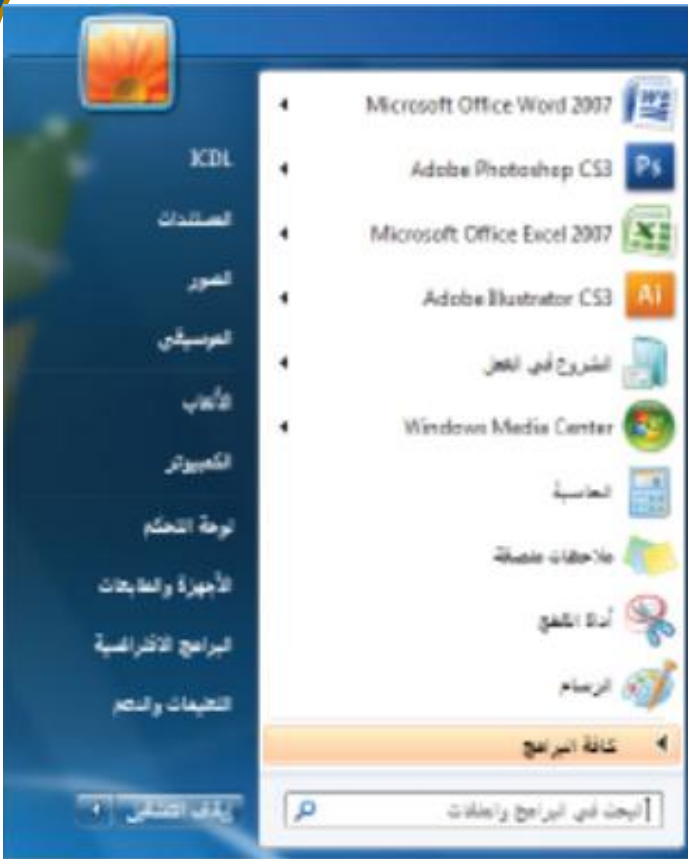 Microsoft Office Word 2007
Adobe Photoshop CS3
Microsoft Office Excel 2007
Adobe Illustrator CS3
الشروع في العمل
Windows Media Center
الحاسبة
ملاحظات ملصقة
أداة القطع
الرسام
كافة البرامج
البحث في البرامج والملفات
ICDL
المستندات
الصور
الموسيقى
الألعاب
الكمبيوتر
لوحة التحكم
الأجهزة والطابعات
البرامج الافتراضية
التعليمات والدعم
إيقاف التشغيل